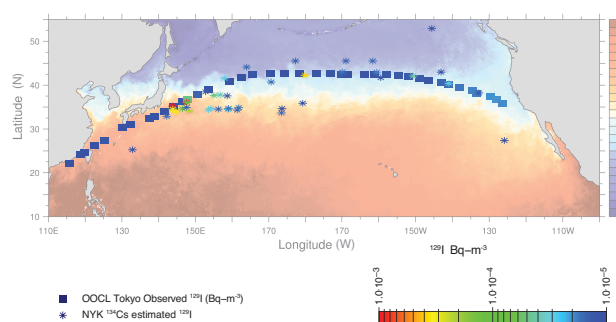 50
40
30
20
10
Latitude (N)
110E 130 150E 170 170 150 130 110W
Longitude (W)
¹²⁹I Bq–m⁻³
OOCL Tokyo Observed ¹²⁹I (Bq–m⁻³)
NYK ¹³⁴Cs estimated ¹²⁹I
1.0⁻10⁻³
1.0⁻10⁻⁴
1.0⁻10⁻⁵